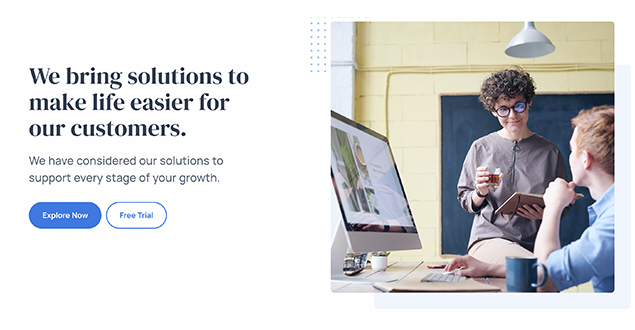 We bring solutions to
make life easier for
our customers.
We have considered our solutions to
support every stage of your growth.
Explore Now
Free Trial